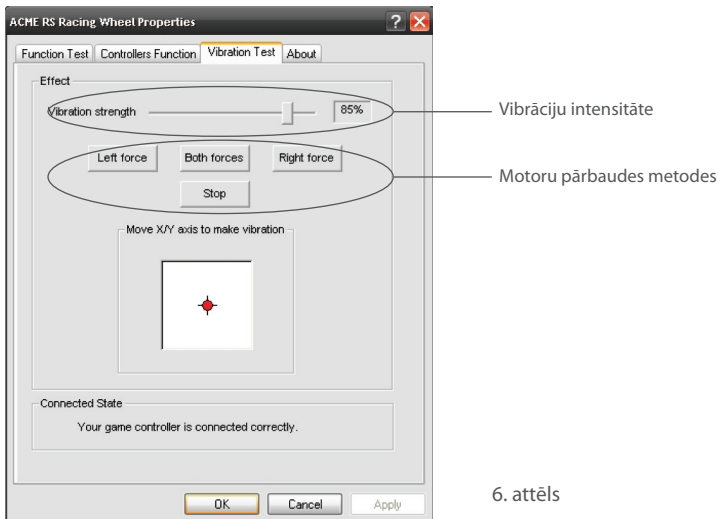 ACME RS Racing Wheel Properties
Function Test Controllers Function Vibration Test About
Effect
Vibration strength 85%
Vibrāciju intensitāte
Left force Both forces Right force
Motoru pārbaudes metodes
Stop
Move X/Y axis to make vibration
Connected State
Your game controller is connected correctly.
OK Cancel Apply
6. attēls